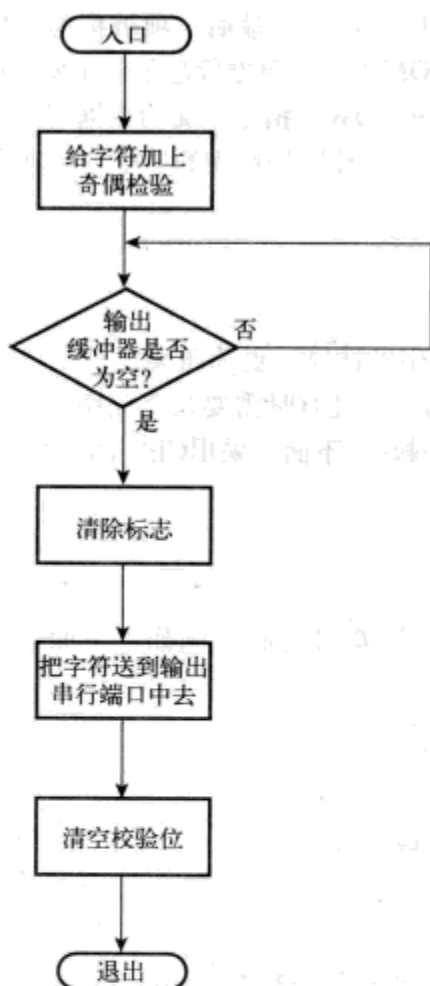 入口
给字符加上
奇偶检验
输出
缓冲器是否
为空?
否
是
清除标志
把字符送到输出
串行端口中去
清空校验位
退出